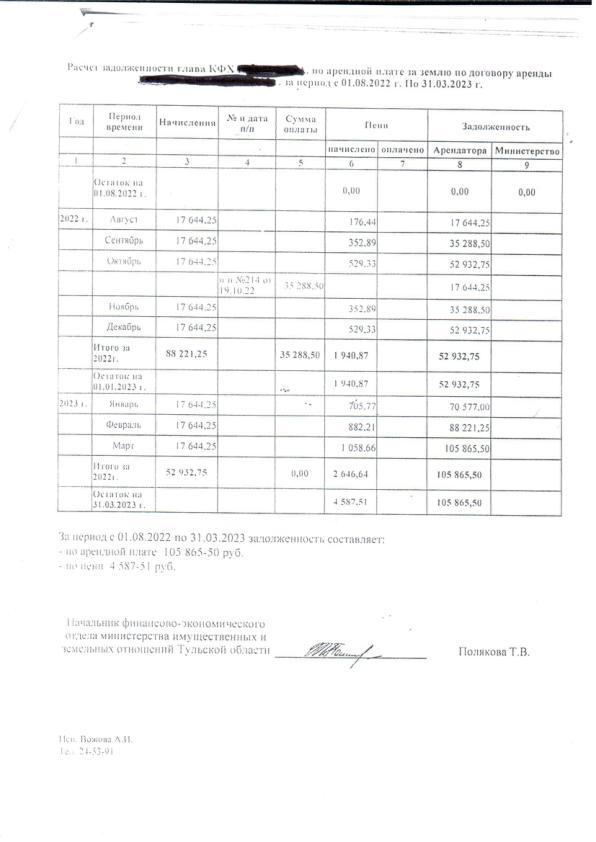 Расчет задолженности глава КФХ . по арендной плате за землю по договору аренды
. за период с 01.08.2022 г. По 31.03.2023 г.
Год Период времени Начисления № и дата п/п Сумма оплаты Пени Задолженность
начислено оплачено Арендатора Министерство
1 2 3 4 5 6 7 8 9
Остаток на 01.08.2022 г. 0,00 0,00 0,00
2022 г. Август 17 644,25 176,44 17 644,25
Сентябрь 17 644,25 352,89 35 288,50
Октябрь 17 644,25 529,33 52 932,75
п/п №214 от 19.10.22 35 288,50 17 644,25
Ноябрь 17 644,25 352,89 35 288,50
Декабрь 17 644,25 529,33 52 932,75
Итого за 2022г. 88 221,25 35 288,50 1 940,87 52 932,75
Остаток на 01.01.2023 г. 1 940,87 52 932,75
2023 г. Январь 17 644,25 705,77 70 577,00
Февраль 17 644,25 882,21 88 221,25
Март 17 644,25 1 058,66 105 865,50
Итого за 2022г. 52 932,75 0,00 2 646,64 105 865,50
Остаток на 31.03.2023 г. 4 587,51 105 865,50
За период с 01.08.2022 по 31.03.2023 задолженность составляет:
- по арендной плате 105 865-50 руб.
- по пени 4 587-51 руб.
Начальник финансово-экономического
отдела министерства имущественных и
земельных отношений Тульской области Полякова Т.В.
Исп. Вожова А.И.
Тел. 24-53-91